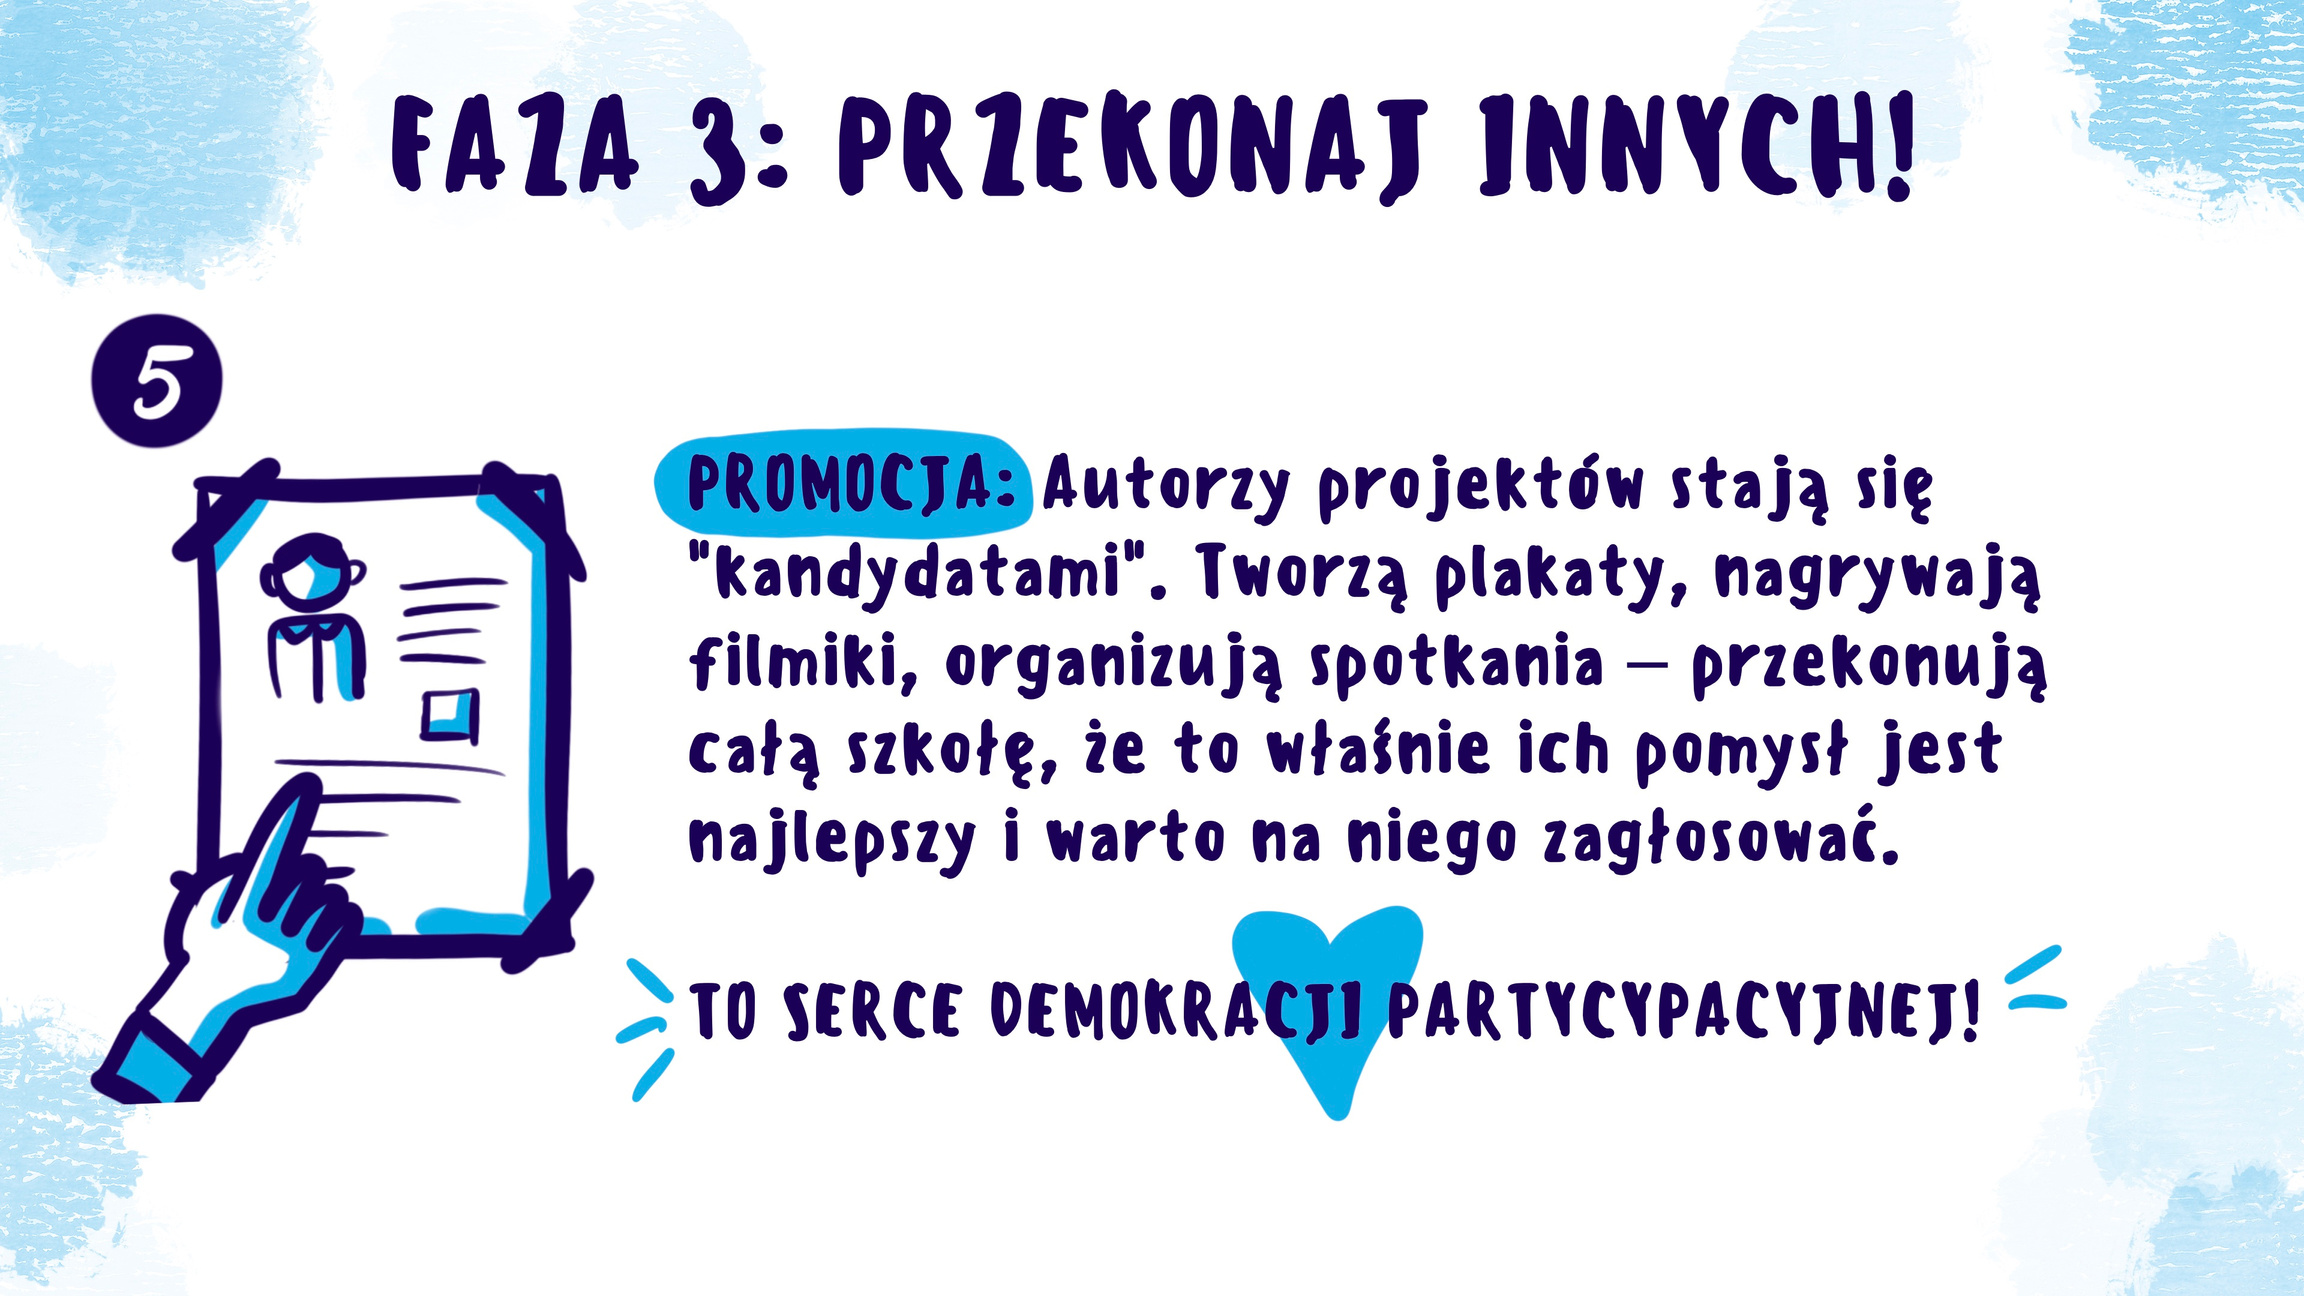 FAZA 3: PRZEKONAJ INNYCH!
5
PROMOCJA: Autorzy projektów stają się
"kandydatami". Tworzą plakaty, nagrywają
filmiki, organizują spotkania – przekonują
całą szkołę, że to właśnie ich pomysł jest
najlepszy i warto na niego zagłosować.
TO SERCE DEMOKRACJI PARTYCYPACYJNEJ!